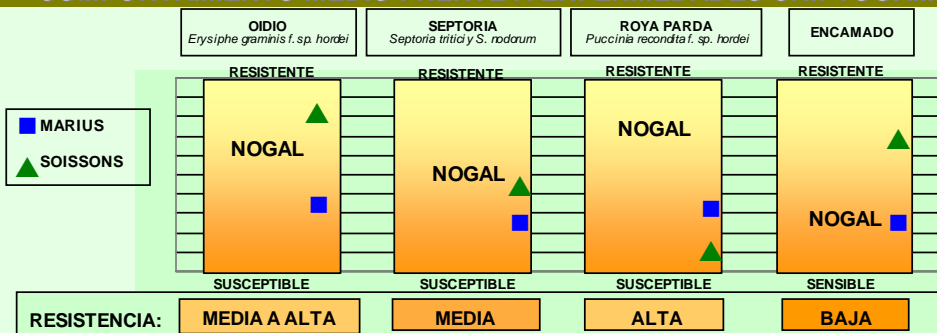 OIDIO
Erysiphe graminis f. sp. hordei
SEPTORIA
Septoria tritici y S. nodorum
ROYA PARDA
Puccinia recondita f. sp. hordei
ENCAMADO
RESISTENTE
RESISTENTE
RESISTENTE
RESISTENTE
MARIUS
SOISSONS
NOGAL
NOGAL
NOGAL
NOGAL
SUSCEPTIBLE
SUSCEPTIBLE
SUSCEPTIBLE
SENSIBLE
RESISTENCIA:
MEDIA A ALTA
MEDIA
ALTA
BAJA